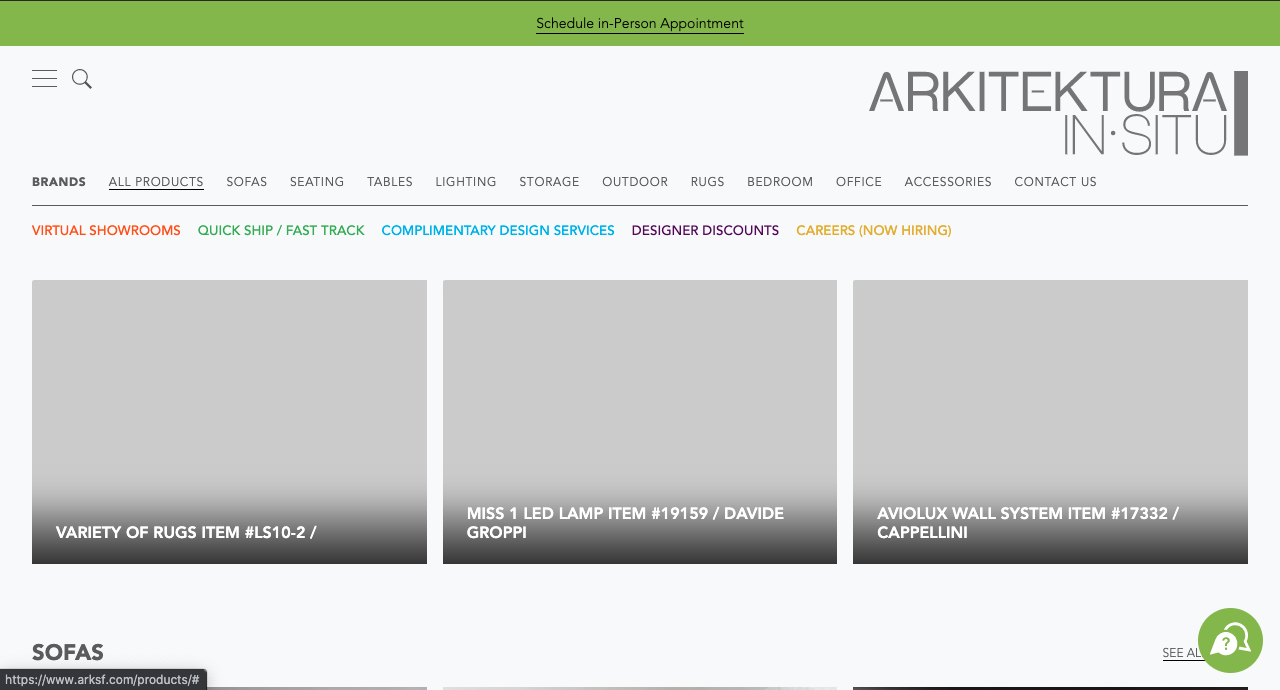 Schedule in-Person Appointment
ARKITEKTURA
IN·SITU
BRANDS ALL PRODUCTS SOFAS SEATING TABLES LIGHTING STORAGE OUTDOOR RUGS BEDROOM OFFICE ACCESSORIES CONTACT US
VIRTUAL SHOWROOMS QUICK SHIP / FAST TRACK COMPLIMENTARY DESIGN SERVICES DESIGNER DISCOUNTS CAREERS (NOW HIRING)
VARIETY OF RUGS ITEM #LS10-2 /
MISS 1 LED LAMP ITEM #19159 / DAVIDE
GROPPI
AVIOLUX WALL SYSTEM ITEM #17332 /
CAPPELLINI
SOFAS
SEE AL
?
https://www.arksf.com/products/#